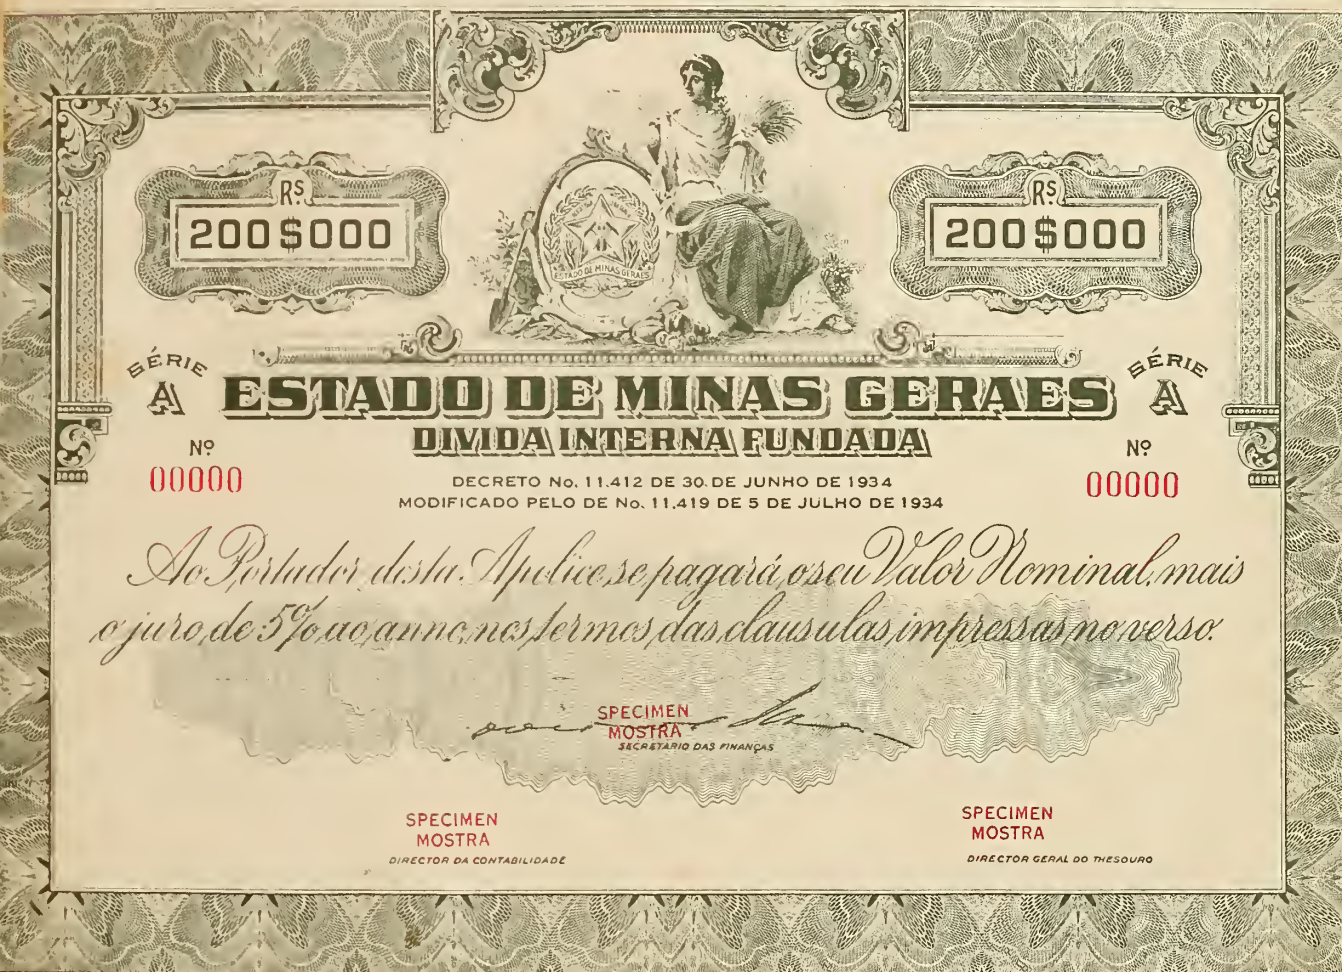 RS
200$000
RS
200$000
ESTADO DE MINAS GERAES
SÉRIE
A
SÉRIE
A
ESTADO DE MINAS GERAES
DIVIDA INTERNA FUNDADA
Nº
00000
Nº
00000
DECRETO No. 11.412 DE 30 DE JUNHO DE 1934
MODIFICADO PELO DE No. 11.419 DE 5 DE JULHO DE 1934
Ao Portador desta Apolice se pagará o seu Valor Nominal, mais
o juro de 5% ao anno, nos termos das clausulas impressas no verso.
SPECIMEN
MOSTRA
SECRETARIO DAS FINANÇAS
SPECIMEN
MOSTRA
DIRECTOR DA CONTABILIDADE
SPECIMEN
MOSTRA
DIRECTOR GERAL DO THESOURO